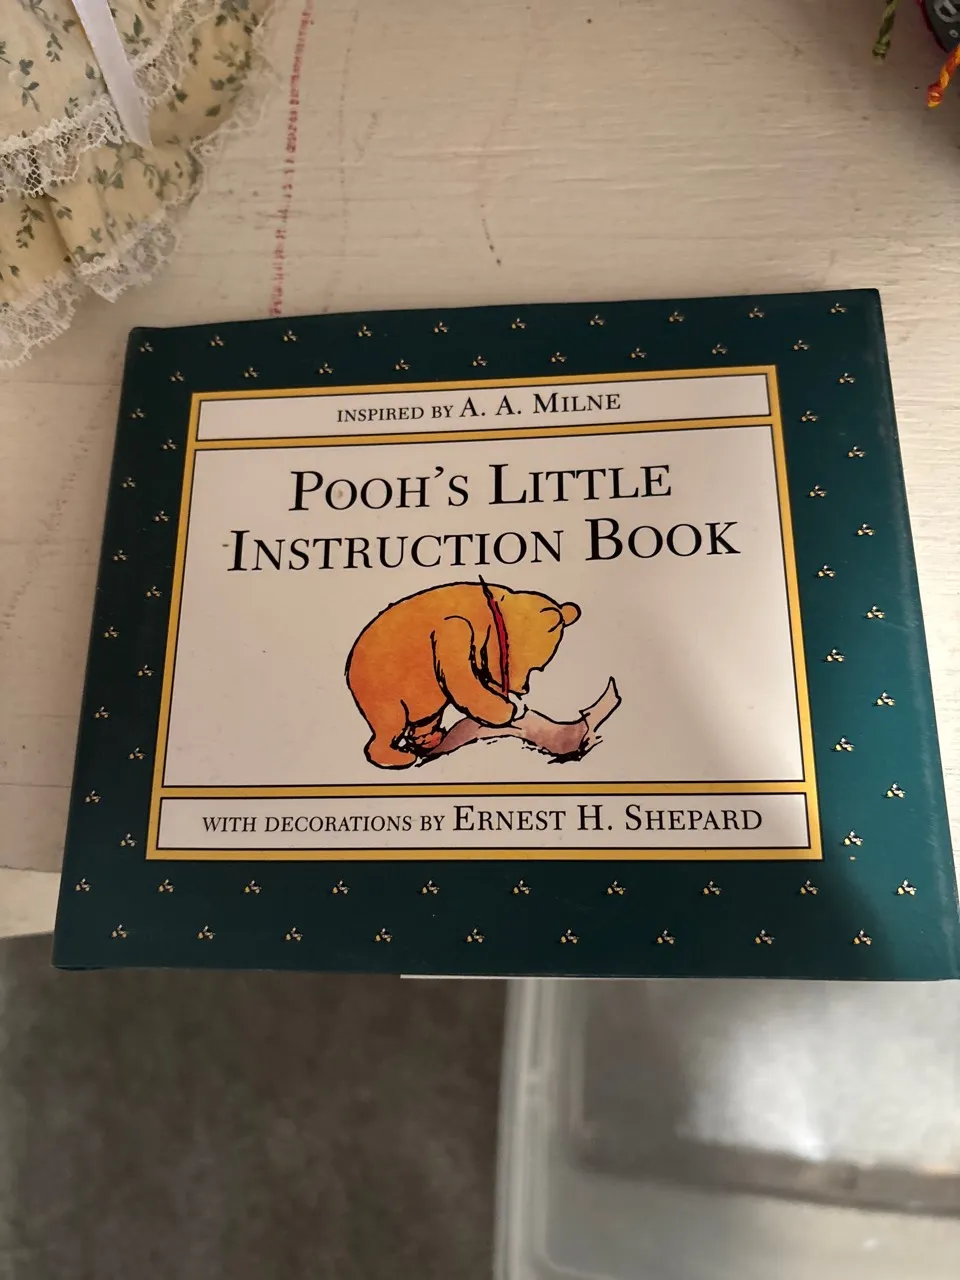 INSPIRED BY A. A. MILNE
POOH'S LITTLE
INSTRUCTION BOOK
WITH DECORATIONS BY ERNEST H. SHEPARD